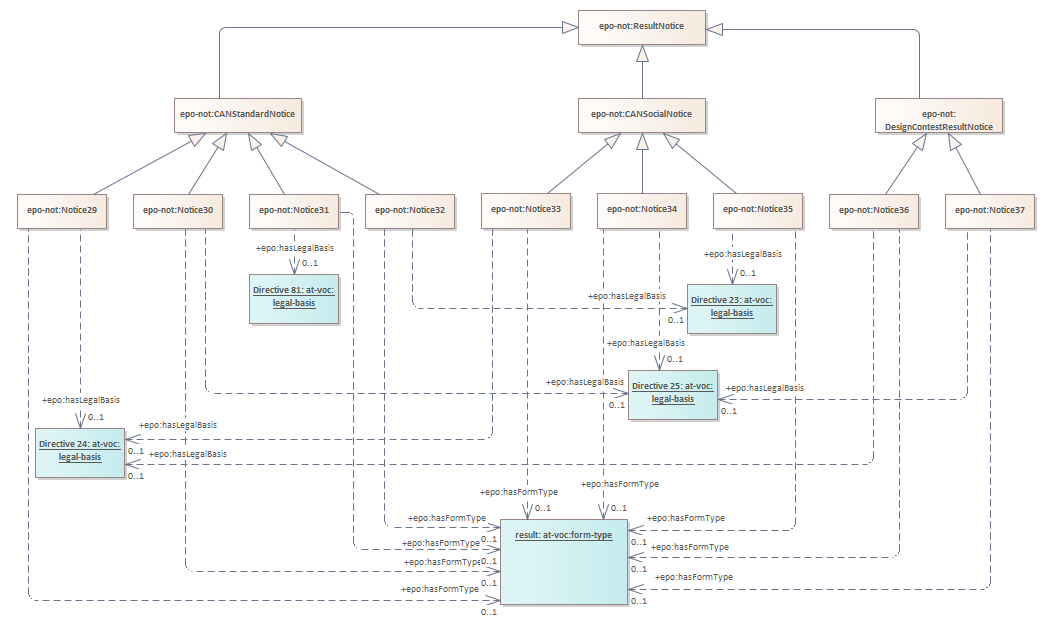 epo-not:ResultNotice
epo-not:CANStandardNotice
epo-not:CANSocialNotice
epo-not:
DesignContestResultNotice
epo-not:Notice29
epo-not:Notice30
epo-not:Notice31
epo-not:Notice32
epo-not:Notice33
epo-not:Notice34
epo-not:Notice35
epo-not:Notice36
epo-not:Notice37
+epo:hasLegalBasis
0..1
+epo:hasLegalBasis
0..1
Directive 81: at-voc:
legal-basis
+epo:hasLegalBasis
0..1
Directive 23: at-voc:
legal-basis
+epo:hasLegalBasis
0..1
+epo:hasLegalBasis
0..1
Directive 25: at-voc:
legal-basis
+epo:hasLegalBasis
0..1
+epo:hasLegalBasis
0..1
+epo:hasLegalBasis
0..1
Directive 24: at-voc:
legal-basis
+epo:hasLegalBasis
0..1
+epo:hasFormType
0..1
+epo:hasFormType
0..1
+epo:hasFormType
0..1
+epo:hasFormType
0..1
result: at-voc:form-type
+epo:hasFormType
0..1
+epo:hasFormType
0..1
+epo:hasFormType
0..1
+epo:hasFormType
0..1
+epo:hasFormType
0..1